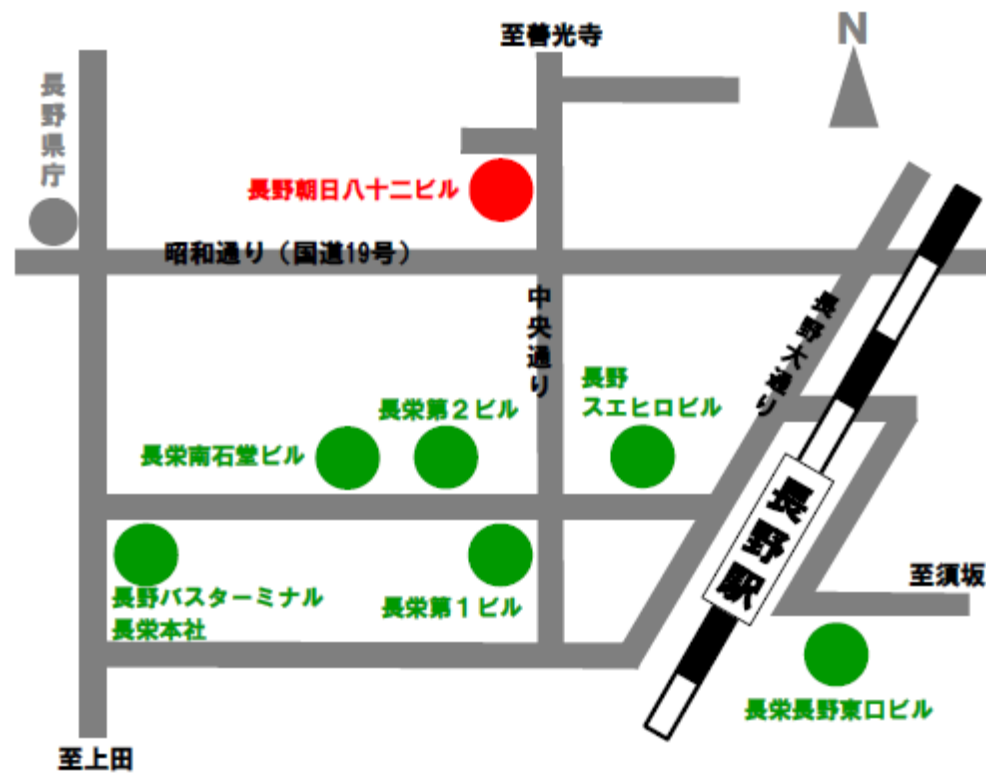 至善光寺
N
長野県庁
長野朝日八十二ビル
昭和通り（国道19号）
中央通り
長野大通り
長野
スエヒロビル
長栄第２ビル
長栄南石堂ビル
長野駅
至須坂
長野バスターミナル
長栄本社
長栄第１ビル
長栄長野東口ビル
至上田